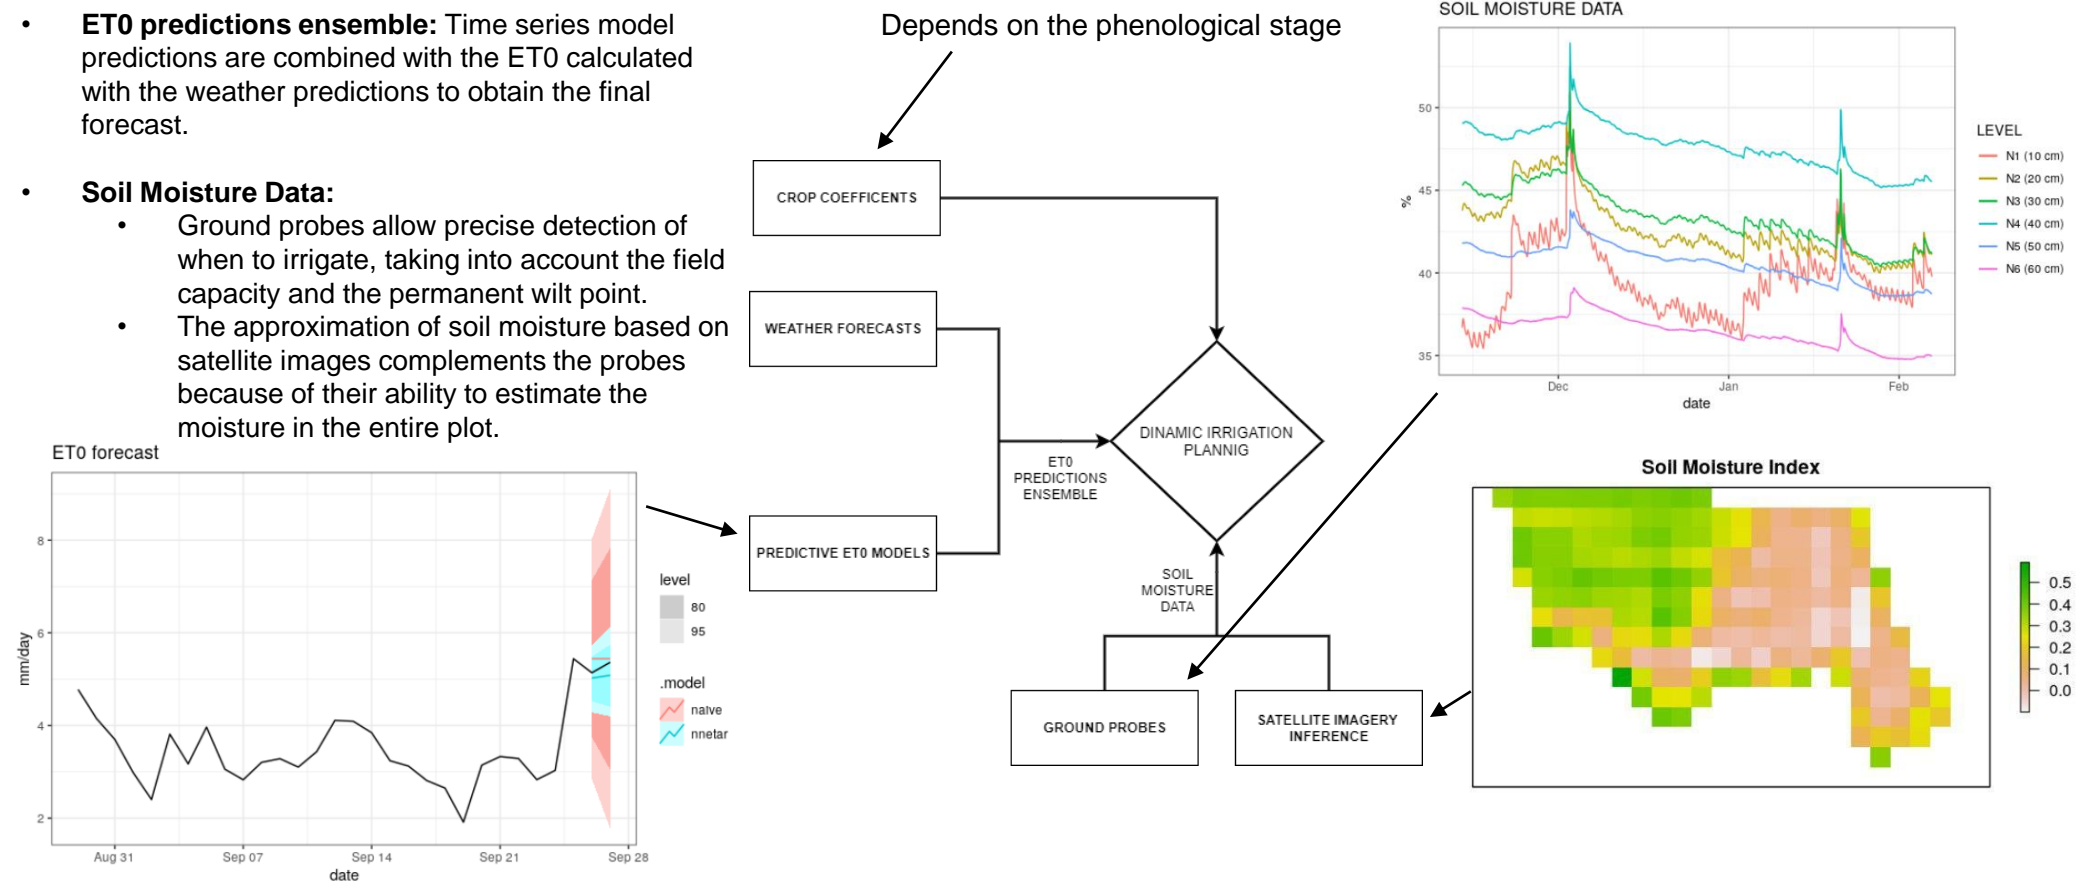 • ET0 predictions ensemble: Time series model
predictions are combined with the ET0 calculated
with the weather predictions to obtain the final
forecast.
• Soil Moisture Data:
• Ground probes allow precise detection of
when to irrigate, taking into account the field
capacity and the permanent wilt point.
• The approximation of soil moisture based on
satellite images complements the probes
because of their ability to estimate the
moisture in the entire plot.
ET0 forecast
mm/day
8
6
4
2
Aug 31
Sep 07
Sep 14
Sep 21
Sep 28
date
level
80
95
.model
naive
nnetar
Depends on the phenological stage
CROP COEFFICENTS
WEATHER FORECASTS
PREDICTIVE ET0 MODELS
ET0
PREDICTIONS
ENSEMBLE
DINAMIC IRRIGATION
PLANNIG
SOIL
MOISTURE
DATA
GROUND PROBES
SATELLITE IMAGERY
INFERENCE
SOIL MOISTURE DATA
%
50
45
40
35
Dec
Jan
Feb
date
LEVEL
N1 (10 cm)
N2 (20 cm)
N3 (30 cm)
N4 (40 cm)
N5 (50 cm)
N6 (60 cm)
Soil Moisture Index
0.5
0.4
0.3
0.2
0.1
0.0